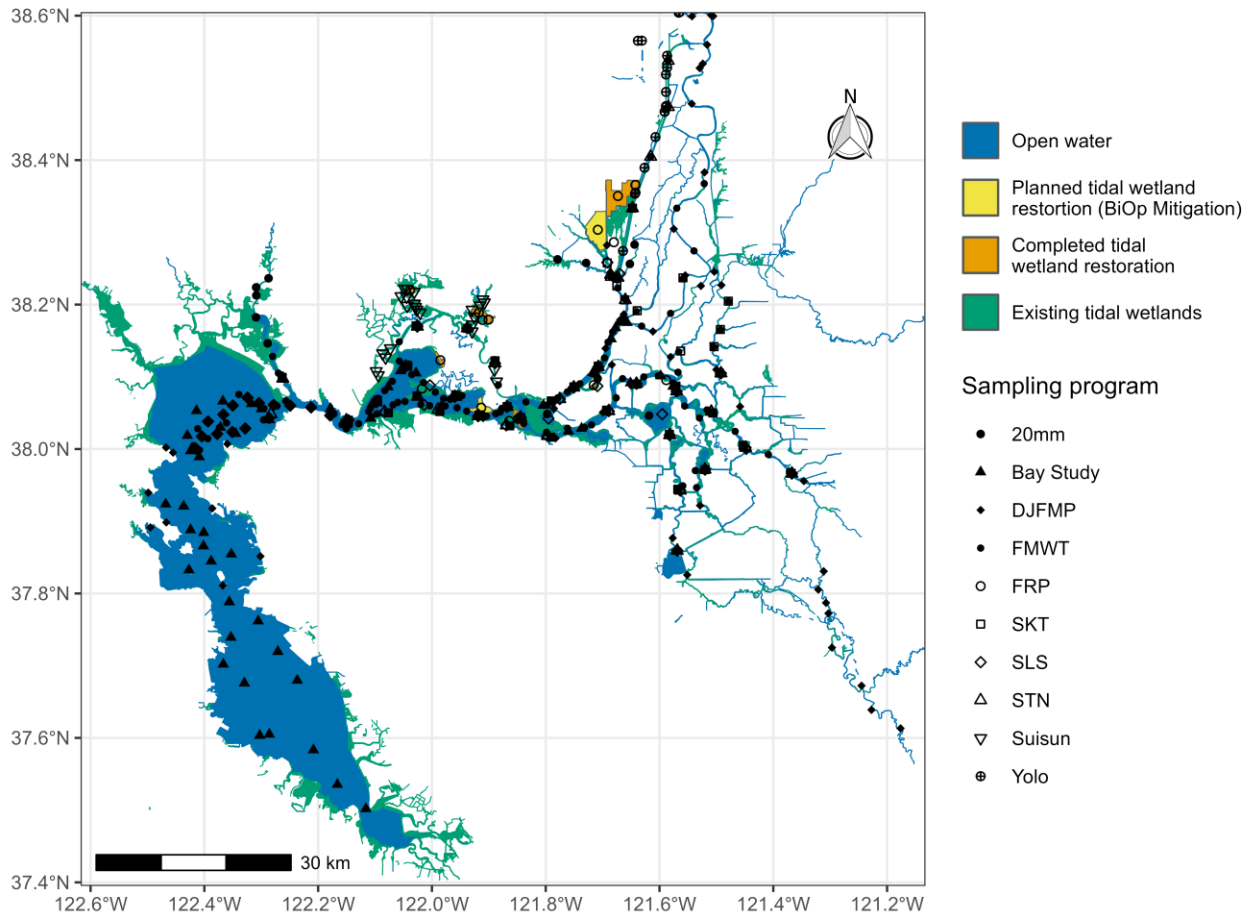 38.6°N
38.4°N
38.2°N
38.0°N
37.8°N
37.6°N
37.4°N
122.6°W
122.4°W
122.2°W
122.0°W
121.8°W
121.6°W
121.4°W
121.2°W
N
30 km
Open water
Planned tidal wetland
restortion (BiOp Mitigation)
Completed tidal
wetland restoration
Existing tidal wetlands
Sampling program
20mm
Bay Study
DJFMP
FMWT
FRP
SKT
SLS
STN
Suisun
Yolo